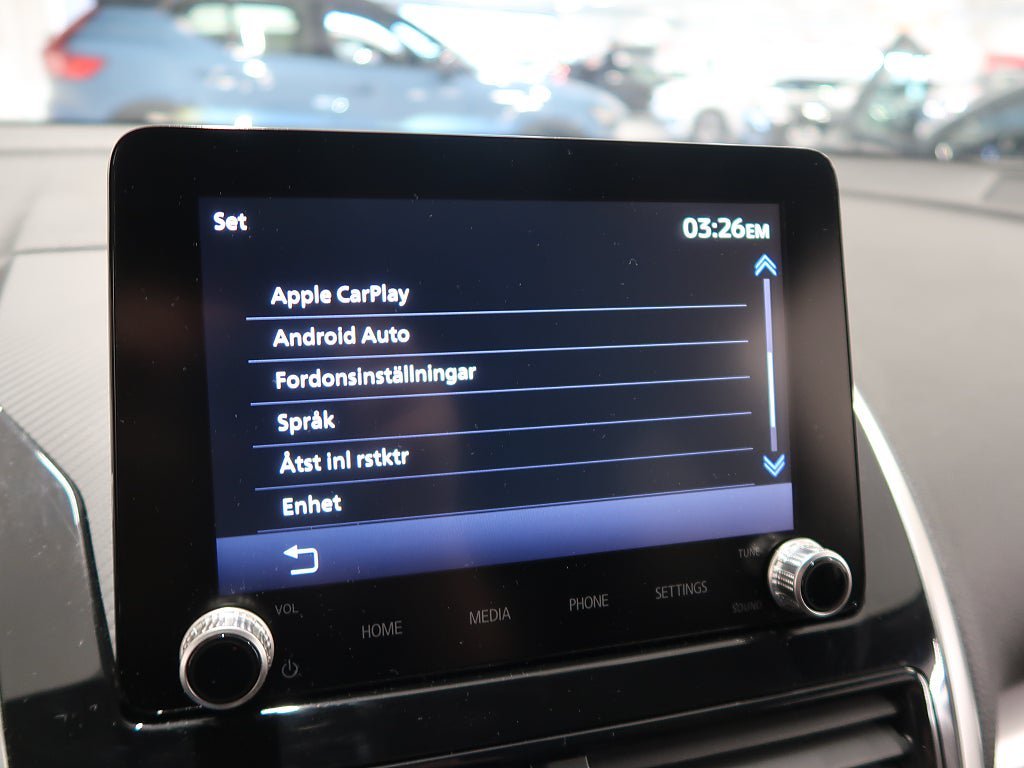 Set 03:26EM
Apple CarPlay
Android Auto
Fordonsinställningar
Språk
Åtst inl rstktr
Enhet
VOL HOME MEDIA PHONE SETTINGS TUNE
SOUND